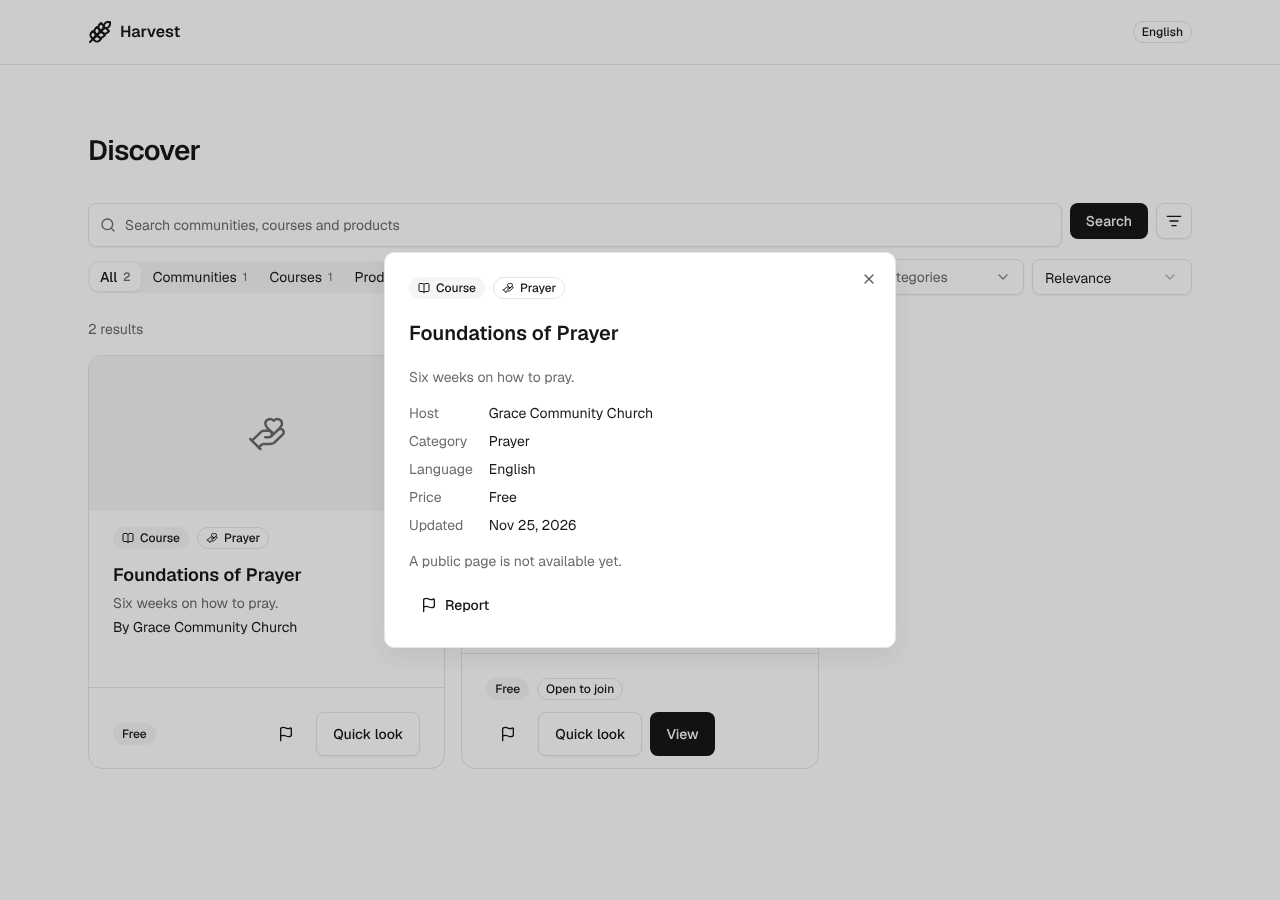 Harvest
English
Discover
Search communities, courses and products
Search
All 2
Communities 1
Courses 1
Prod
tegories
Relevance
2 results
Course
Prayer
Foundations of Prayer
Six weeks on how to pray.
Host Grace Community Church
Category Prayer
Language English
Price Free
Updated Nov 25, 2026
A public page is not available yet.
Report
Course
Prayer
Foundations of Prayer
Six weeks on how to pray.
By Grace Community Church
Free
Quick look
Free
Open to join
Quick look
View